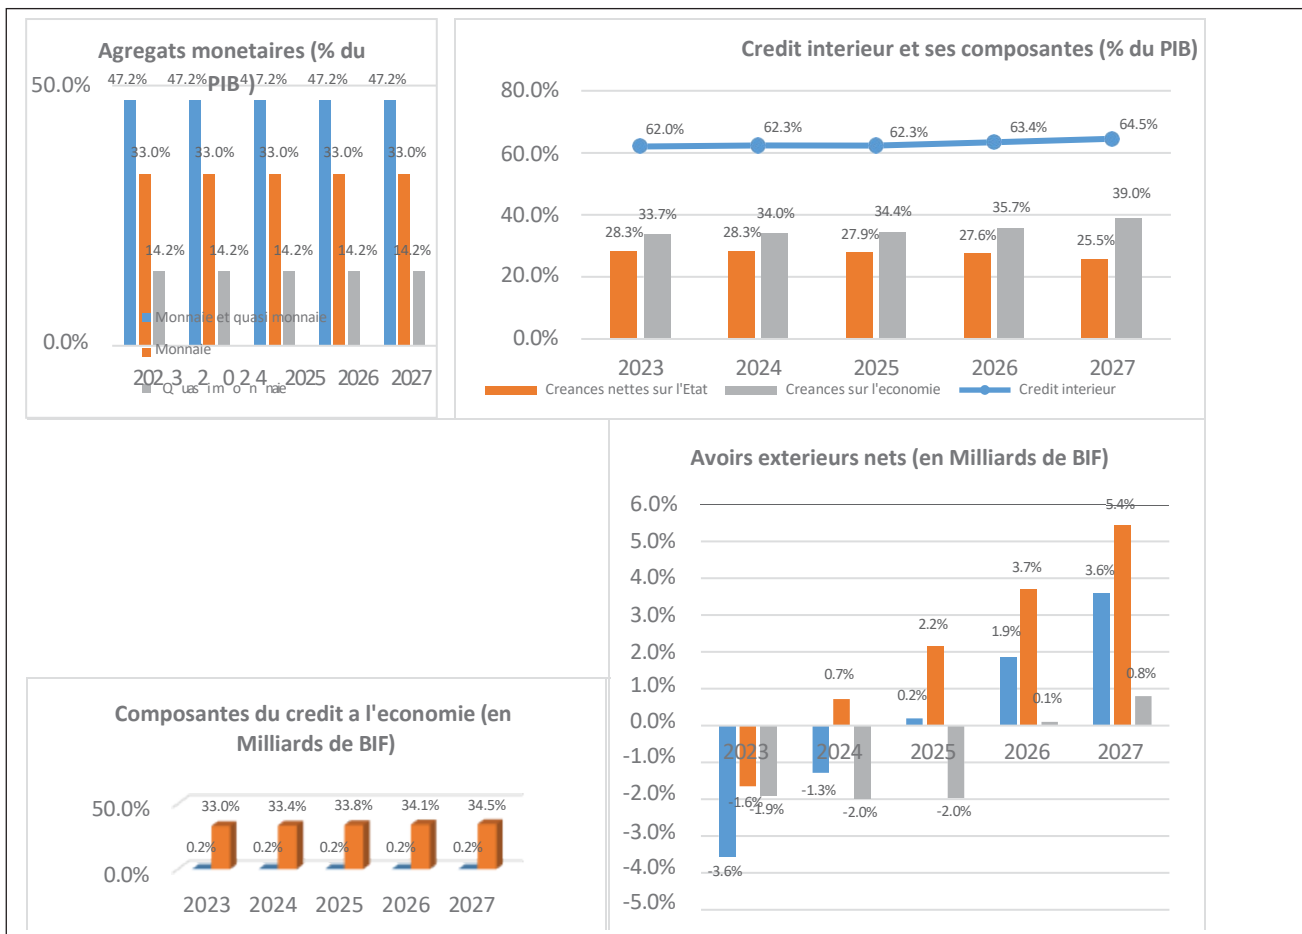 Agregats monetaires (% du
PIB)
50.0%
47.2% 47.2% 47.2% 47.2% 47.2%
33.0% 33.0% 33.0% 33.0% 33.0%
14.2% 14.2% 14.2% 14.2% 14.2%
Monnaie et quasi monnaie
0.0%
Monnaie
2023 2024 2025 2026 2027
Quasi monnaie
Credit interieur et ses composantes (% du PIB)
80.0%
62.0% 62.3% 62.3% 63.4% 64.5%
60.0%
40.0%
28.3% 33.7% 28.3% 34.0% 27.9% 34.4% 27.6% 35.7% 25.5% 39.0%
20.0%
0.0%
2023 2024 2025 2026 2027
Creances nettes sur l'Etat Creances sur l'economie Credit interieur
Avoirs exterieurs nets (en Milliards de BIF)
6.0%
5.4%
5.0%
4.0%
3.7%
3.6%
3.0%
2.2%
2.0%
1.9%
1.0%
0.7%
0.2%
0.1%
0.8%
0.0%
2023 2024 2025 2026 2027
-1.0%
-1.3%
-2.0%
-1.6%
-1.9%
-2.0%
-2.0%
-3.0%
-3.6%
-4.0%
-5.0%
Composantes du credit a l'economie (en
Milliards de BIF)
50.0%
33.0% 33.4% 33.8% 34.1% 34.5%
0.2% 0.2% 0.2% 0.2% 0.2%
0.0%
2023 2024 2025 2026 2027